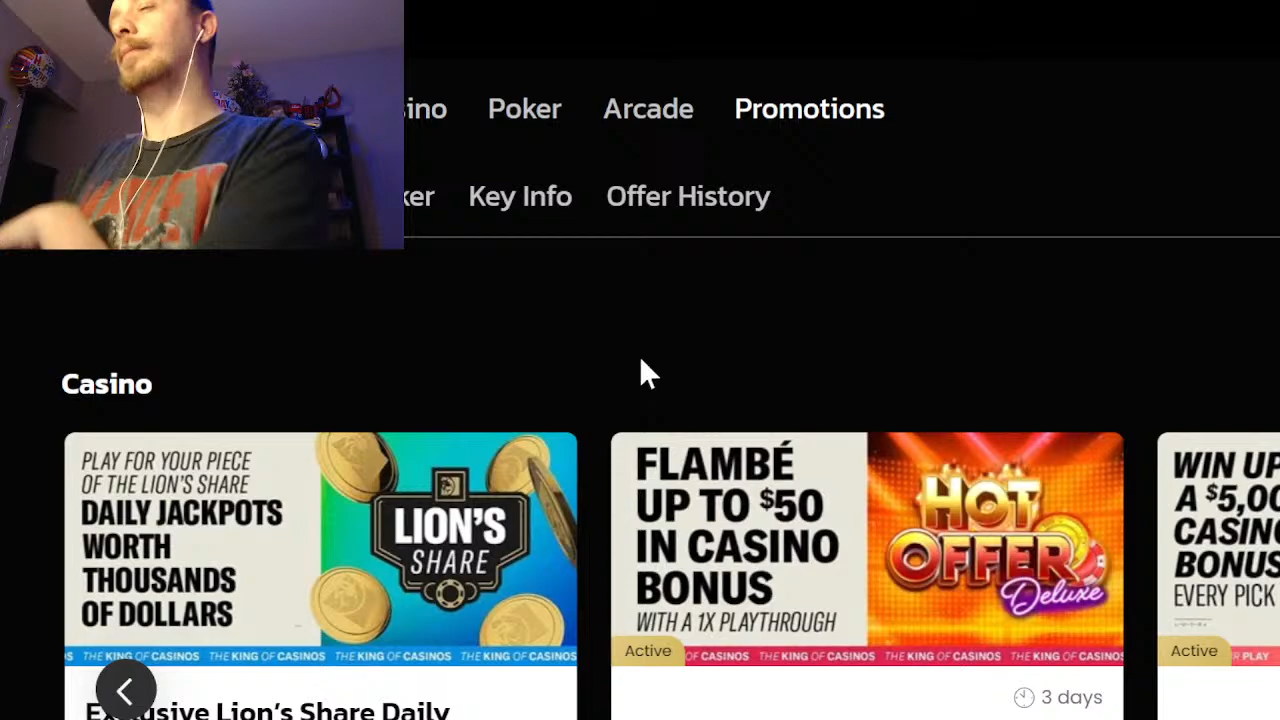 Poker Arcade Promotions
Key Info Offer History
Casino
PLAY FOR YOUR PIECE
OF THE LION'S SHARE
DAILY JACKPOTS
WORTH
THOUSANDS
OF DOLLARS
LION'S
SHARE
THE KING OF CASINOS THE KING OF CASINOS THE KING OF CASINOS THE KING OF CASINOS
Exclusive Lion's Share Daily
FLAMBÉ
UP TO $50
IN CASINO
BONUS
WITH A 1X PLAYTHROUGH
HOT
OFFER
Deluxe
Active
OF CASINOS THE KING OF CASINOS THE KING OF CASINOS THE KING OF CASINOS
3 days
WIN UP
A $5,00
CASINO
BONUS
EVERY PICK
Active
PLAY